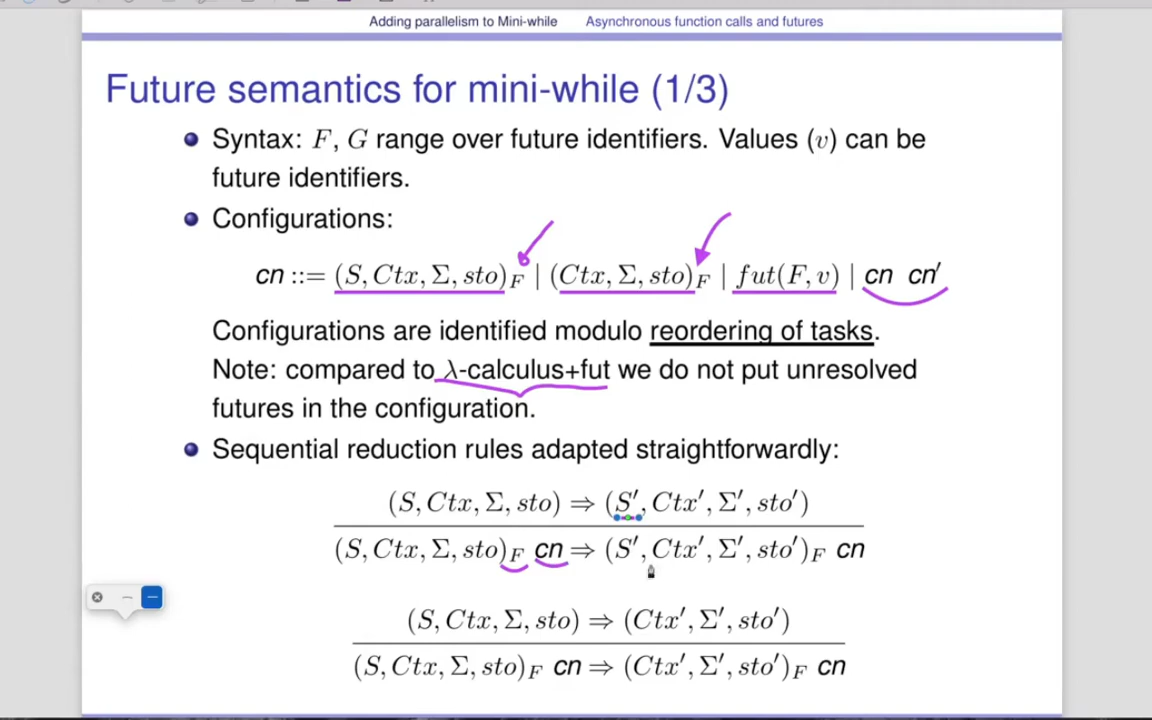 Adding parallelism to Mini-while Asynchronous function calls and futures
Future semantics for mini-while (1/3)
Syntax: F, G range over future identifiers. Values (v) can be
future identifiers.
Configurations:
cn ::= (S, Ctx, Σ, sto)_F | (Ctx, Σ, sto)_F | fut(F, v) | cn cn′
Configurations are identified modulo reordering of tasks.
Note: compared to λ-calculus+fut we do not put unresolved
futures in the configuration.
Sequential reduction rules adapted straightforwardly:
(S, Ctx, Σ, sto) ⇒ (S′, Ctx′, Σ′, sto′)
(S, Ctx, Σ, sto)_F cn ⇒ (S′, Ctx′, Σ′, sto′)_F cn
(S, Ctx, Σ, sto) ⇒ (Ctx′, Σ′, sto′)
(S, Ctx, Σ, sto)_F cn ⇒ (Ctx′, Σ′, sto′)_F cn